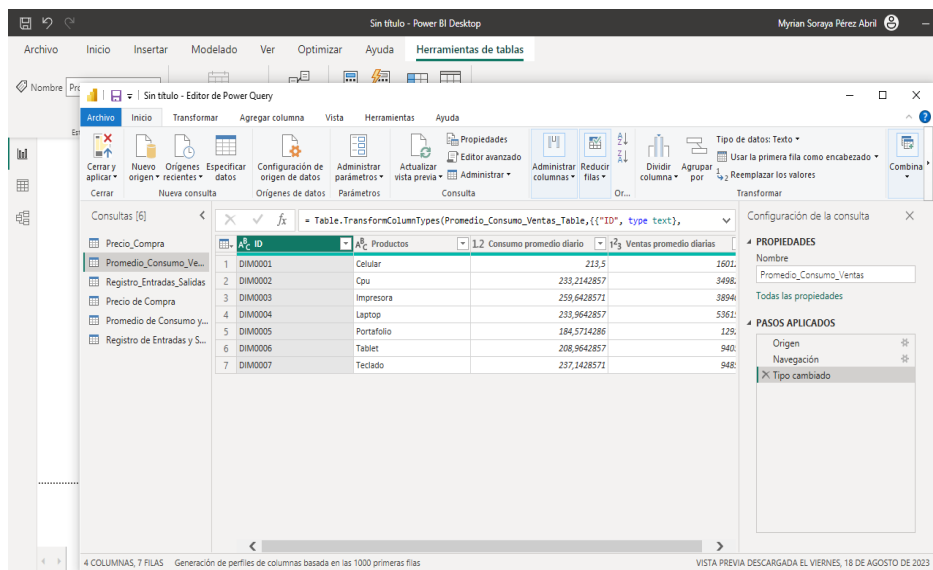 Sin título - Power BI Desktop
Myrian Soraya Pérez Abril
Archivo Inicio Insertar Modelado Ver Optimizar Ayuda Herramientas de tablas
Nombre
Sin título - Editor de Power Query
Archivo Inicio Transformar Agregar columna Vista Herramientas Ayuda
Cerrar y aplicar
Nuevo origen
Orígenes recientes
Especificar datos
Configuración de origen de datos
Administrar parámetros
Actualizar vista previa
Propiedades
Editor avanzado
Administrar
Administrar columnas
Reducir filas
Dividir columna
Agrupar por
Tipo de datos: Texto
Usar la primera fila como encabezado
Reemplazar los valores
Combina
Cerrar Nueva consulta Orígenes de datos Parámetros Consulta Or... Transformar
Consultas [6]
Precio_Compra
Promedio_Consumo_Ve...
Registro_Entradas_Salidas
Precio de Compra
Promedio de Consumo y...
Registro de Entradas y S...
fx = Table.TransformColumnTypes(Promedio_Consumo_Ventas_Table,{{"ID", type text},
ABC ID ABC Productos 1.2 Consumo promedio diario 123 Ventas promedio diarias
1 DIM0001 Celular 213,5
2 DIM0002 Cpu 233,2142857
3 DIM0003 Impresora 259,6428571
4 DIM0004 Laptop 233,9642857
5 DIM0005 Portafolio 184,5714286
6 DIM0006 Tablet 208,9642857
7 DIM0007 Teclado 237,1428571
Configuración de la consulta
PROPIEDADES
Nombre
Promedio_Consumo_Ventas
Todas las propiedades
PASOS APLICADOS
Origen
Navegación
Tipo cambiado
4 COLUMNAS, 7 FILAS Generación de perfiles de columnas basada en las 1000 primeras filas
VISTA PREVIA DESCARGADA EL VIERNES, 18 DE AGOSTO DE 2023